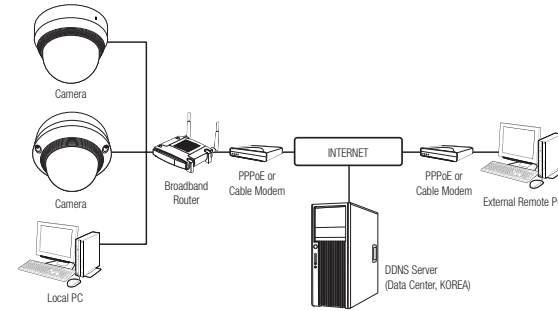 Camera
Camera
Local PC
Broadband
Router
PPPoE or
Cable Modem
INTERNET
DDNS Server
(Data Center, KOREA)
PPPoE or
Cable Modem
External Remote P